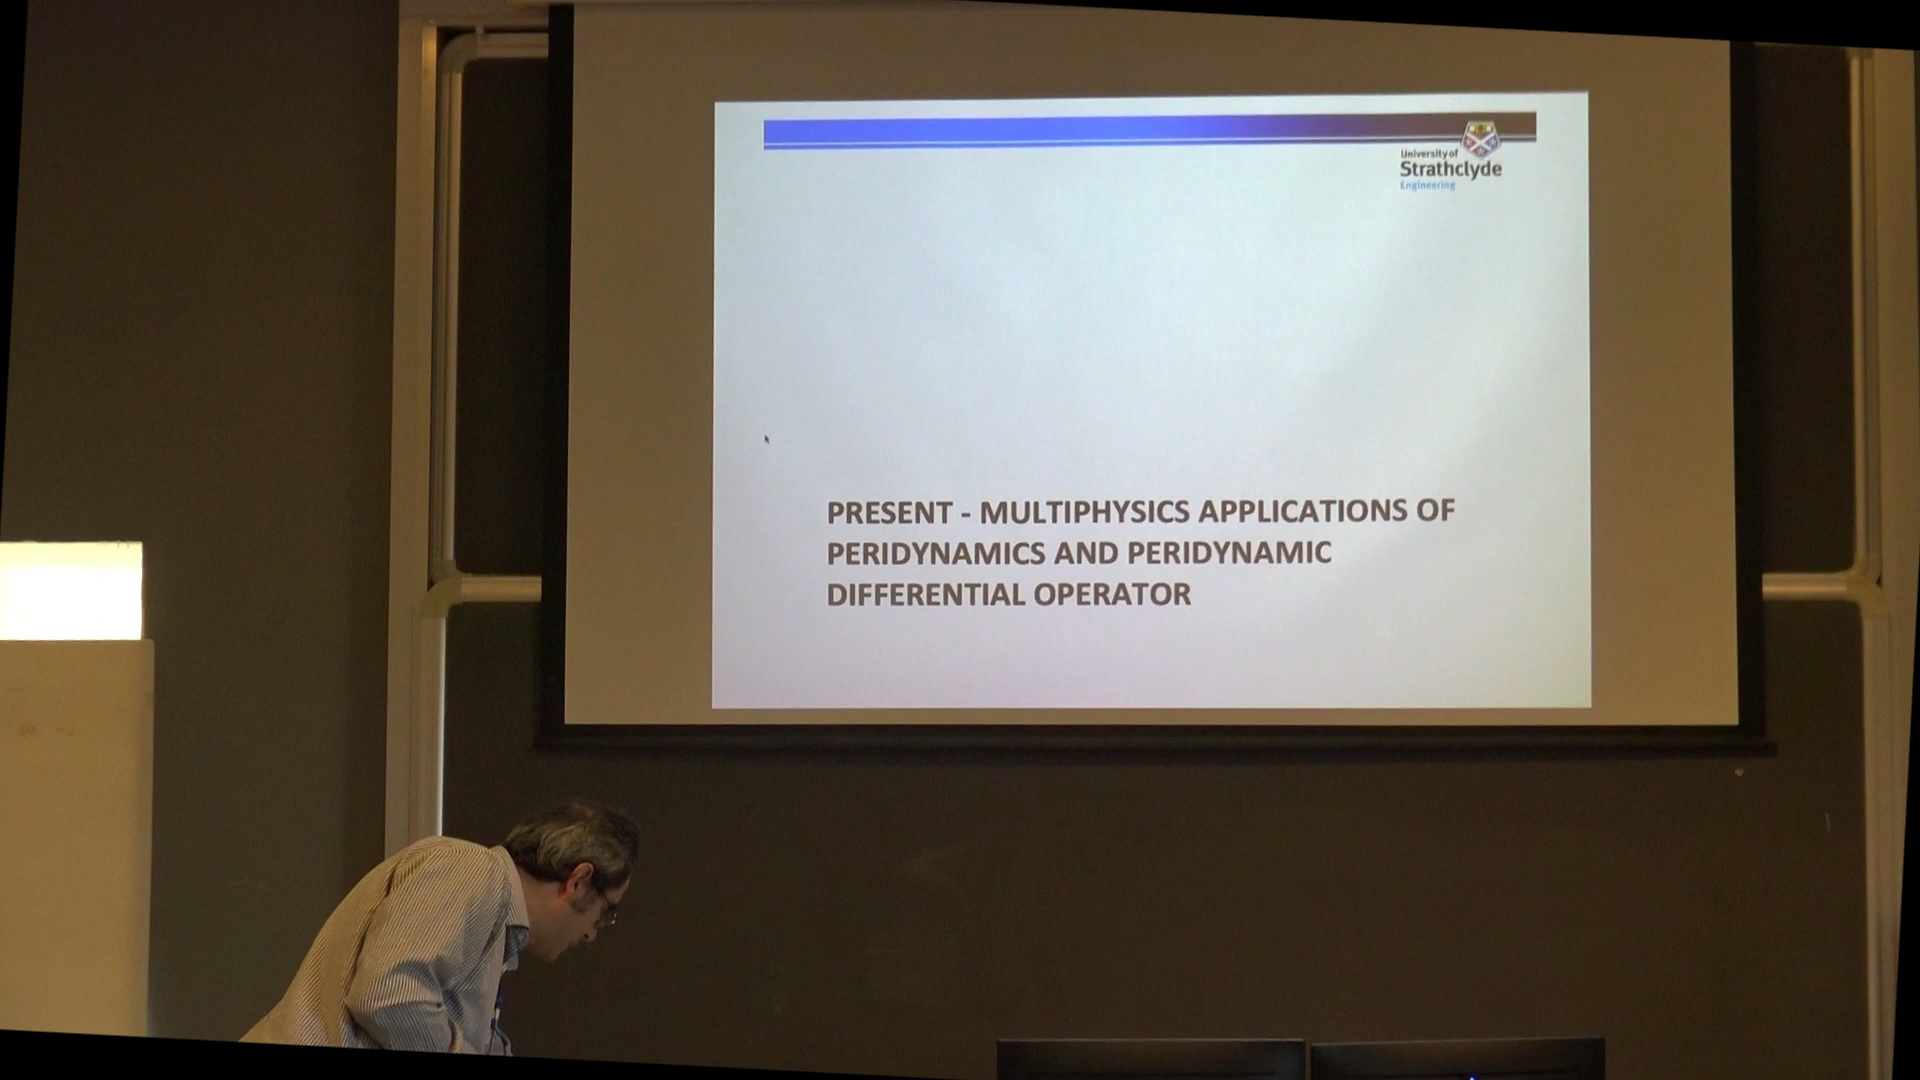 University of
Strathclyde
Engineering
PRESENT - MULTIPHYSICS APPLICATIONS OF
PERIDYNAMICS AND PERIDYNAMIC
DIFFERENTIAL OPERATOR